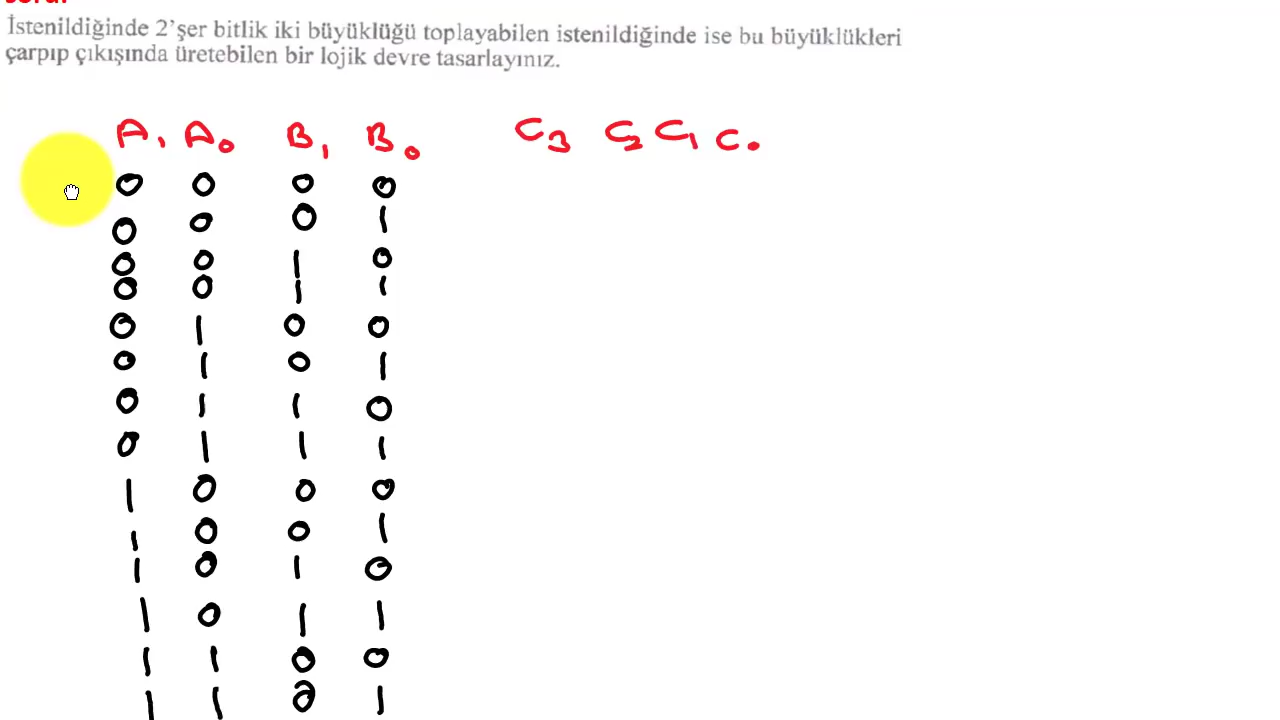 İstenildiğinde 2'şer bitlik iki büyüklüğü toplayabilen istenildiğinde ise bu büyüklükleri
çarpıp çıkışında üretebilen bir lojik devre tasarlayınız.
A₁ A₀ B₁ B₀ C₃ C₂ C₁ C₀
0 0 0 0
0 0 0 1
0 0 1 0
0 0 1 1
0 1 0 0
0 1 0 1
0 1 1 0
0 1 1 1
1 0 0 0
1 0 0 1
1 0 1 0
1 0 1 1
1 1 0 0
1 1 0 1